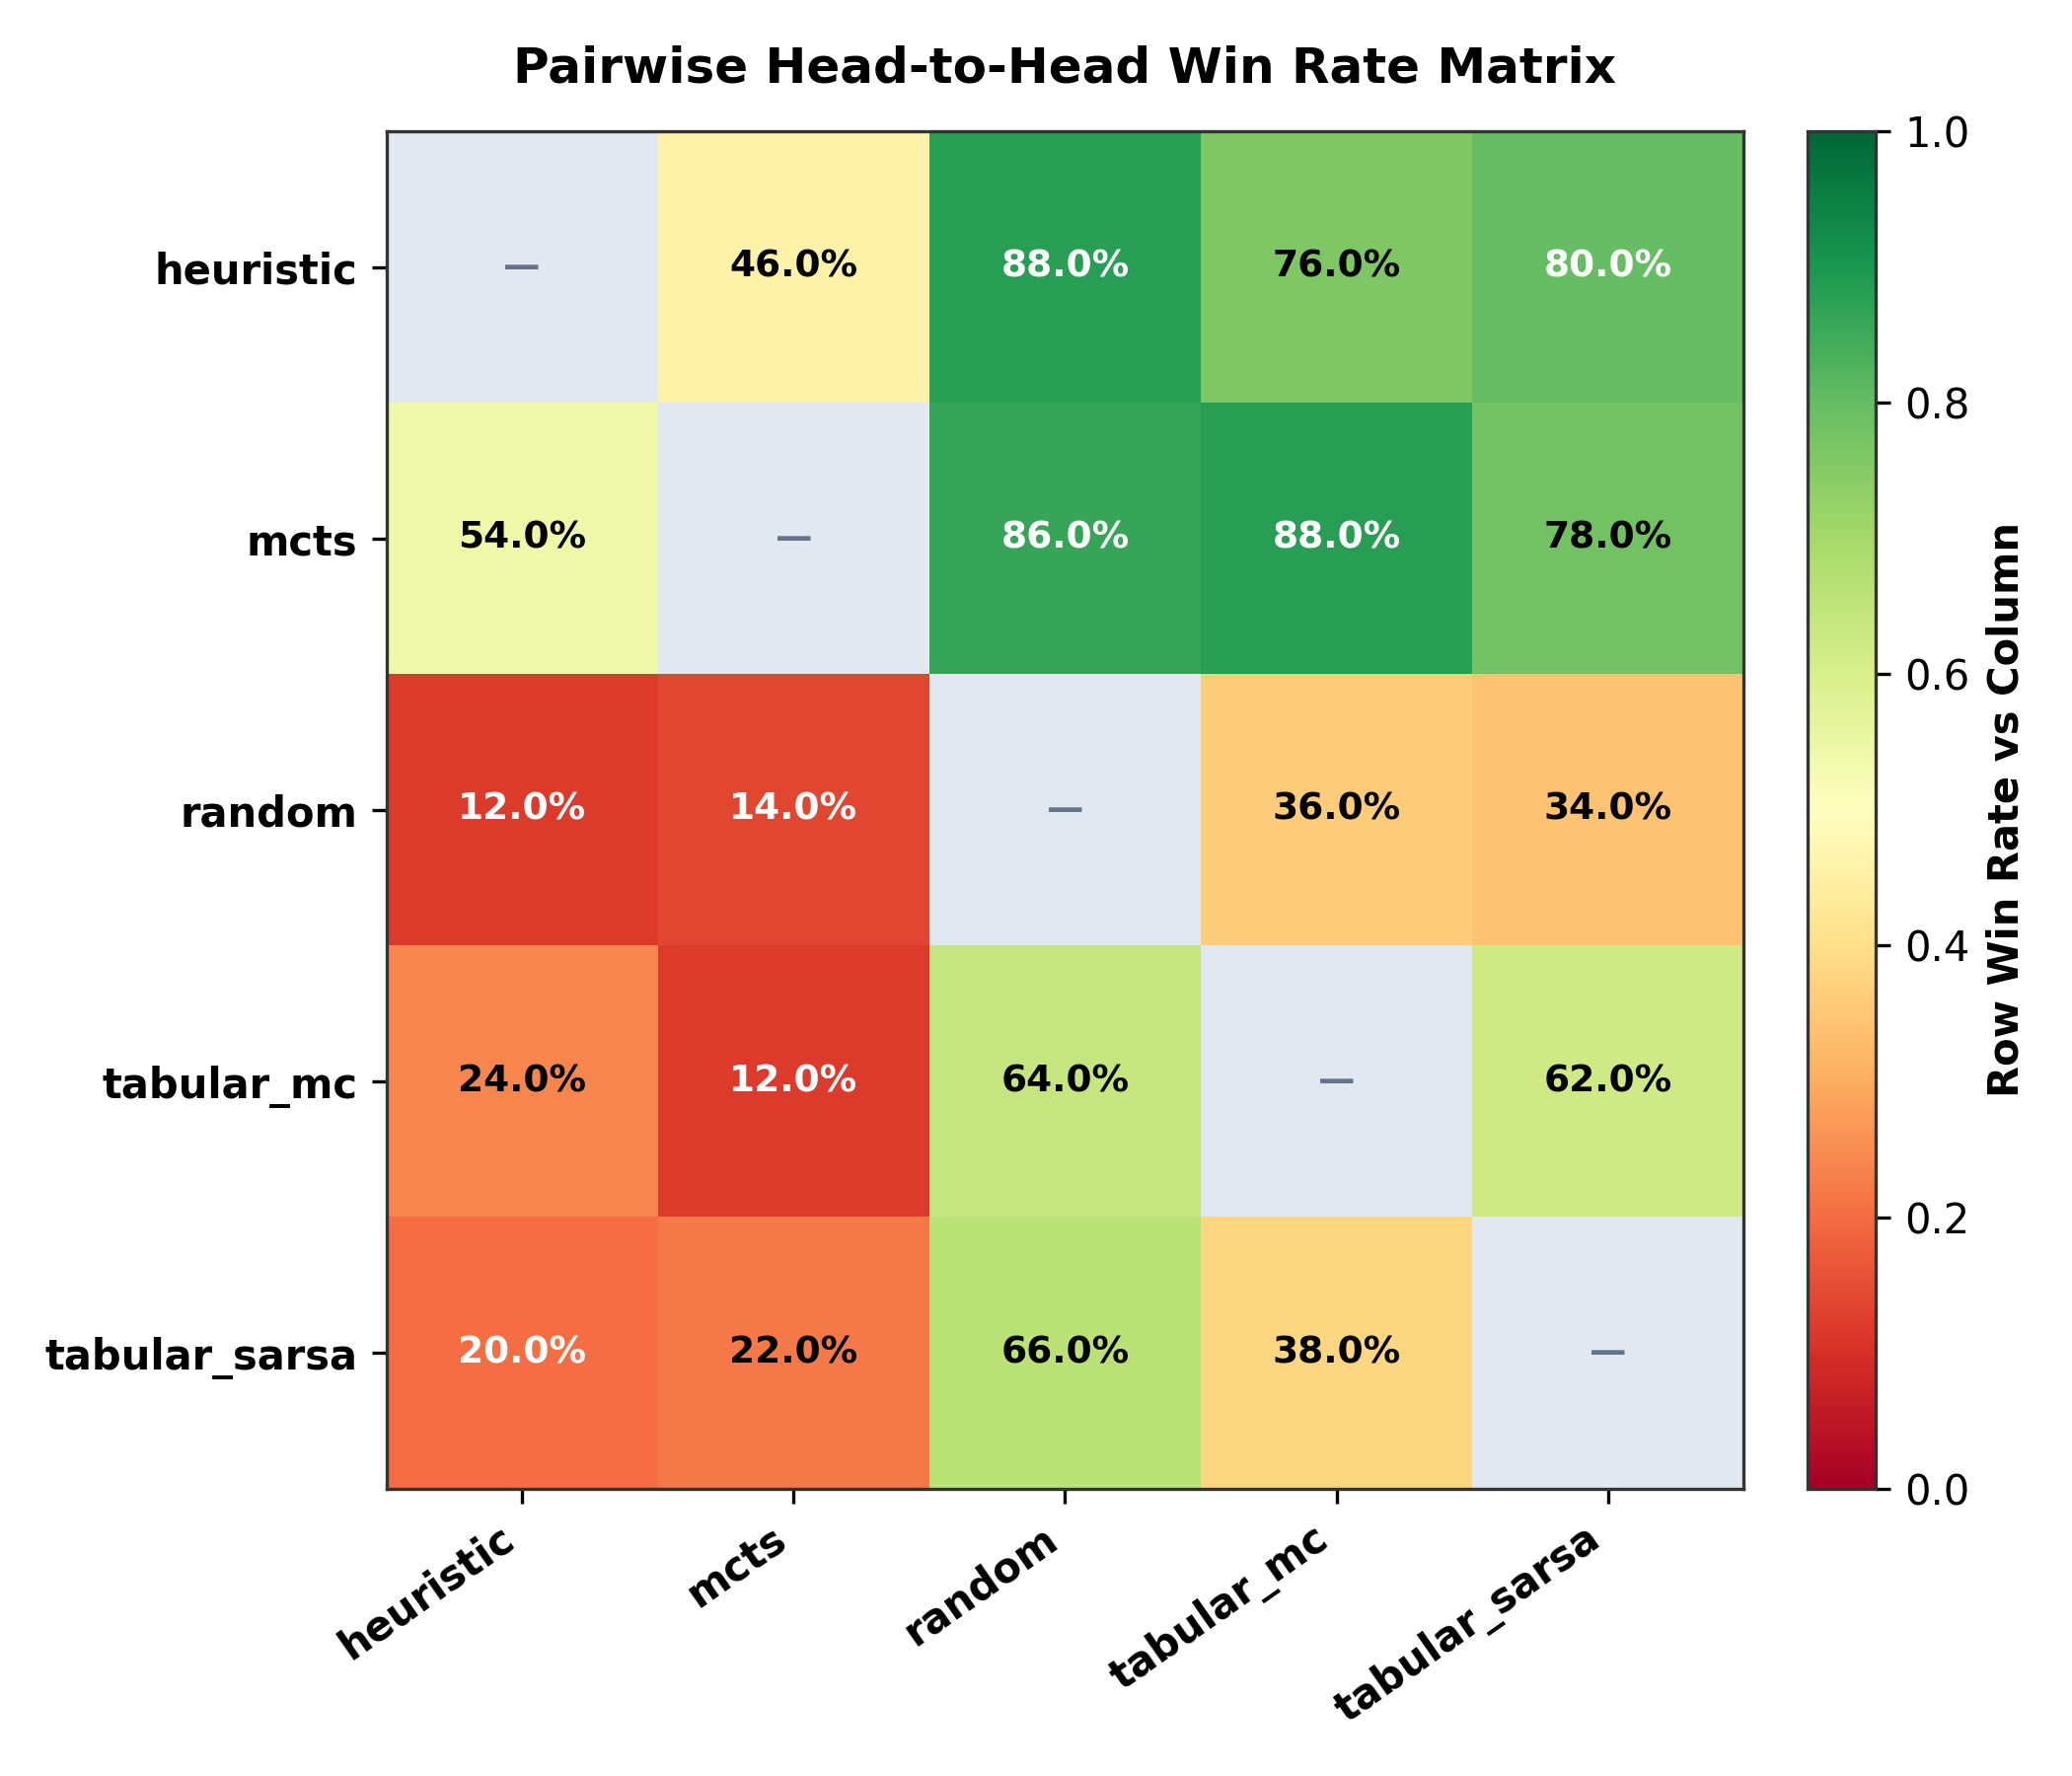 Pairwise Head-to-Head Win Rate Matrix
heuristic — 46.0% 88.0% 76.0% 80.0%
mcts 54.0% — 86.0% 88.0% 78.0%
random 12.0% 14.0% — 36.0% 34.0%
tabular_mc 24.0% 12.0% 64.0% — 62.0%
tabular_sarsa 20.0% 22.0% 66.0% 38.0% —
heuristic mcts random tabular_mc tabular_sarsa
1.0
0.8
0.6
0.4
0.2
0.0
Row Win Rate vs Column